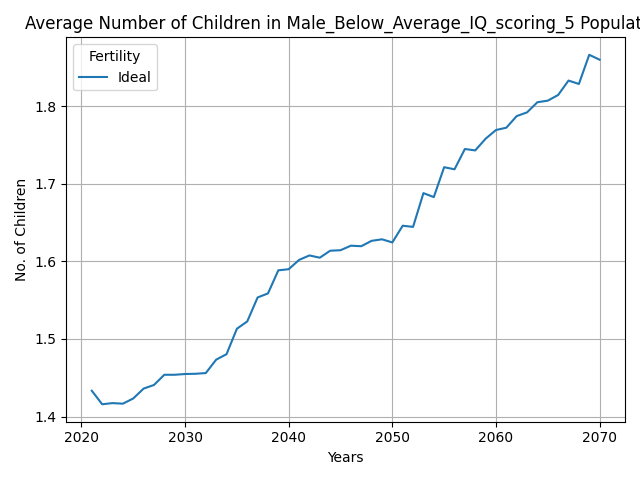 Average Number of Children in Male_Below_Average_IQ_scoring_5 Populat
Fertility
Ideal
No. of Children
1.8
1.7
1.6
1.5
1.4
2020 2030 2040 2050 2060 2070
Years